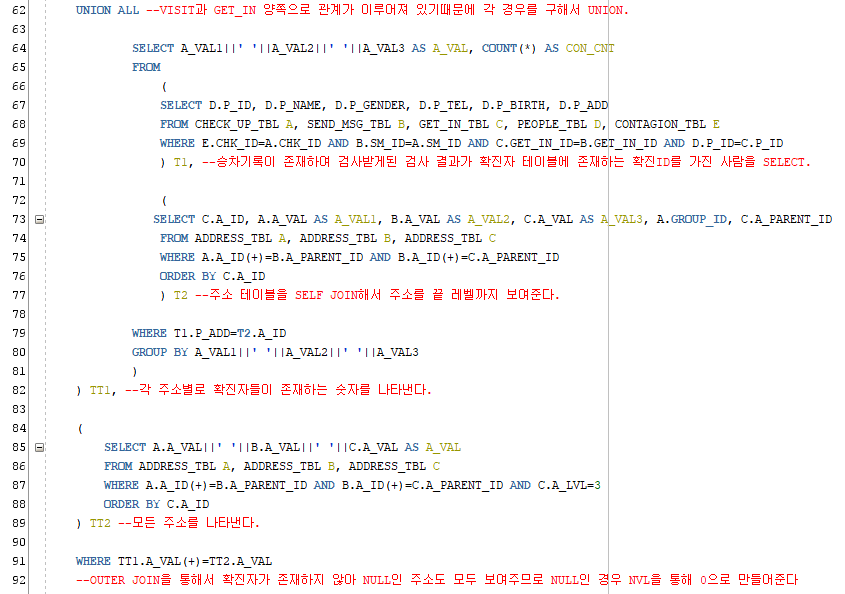 62 UNION ALL --VISIT과 GET_IN 양쪽으로 관계가 이루어져 있기때문에 각 경우를 구해서 UNION.
63
64 SELECT A_VAL1||' '||A_VAL2||' '||A_VAL3 AS A_VAL, COUNT(*) AS CON_CNT
65 FROM
66 (
67 SELECT D.P_ID, D.P_NAME, D.P_GENDER, D.P_TEL, D.P_BIRTH, D.P_ADD
68 FROM CHECK_UP_TBL A, SEND_MSG_TBL B, GET_IN_TBL C, PEOPLE_TBL D, CONTAGION_TBL E
69 WHERE E.CHK_ID=A.CHK_ID AND B.SM_ID=A.SM_ID AND C.GET_IN_ID=B.GET_IN_ID AND D.P_ID=C.P_ID
70 ) T1, --승차기록이 존재하며 검사받게된 검사 결과가 확진자 테이블에 존재하는 확진ID를 가진 사람을 SELECT.
71
72 (
73 SELECT C.A_ID, A.A_VAL AS A_VAL1, B.A_VAL AS A_VAL2, C.A_VAL AS A_VAL3, A.GROUP_ID, C.A_PARENT_ID
74 FROM ADDRESS_TBL A, ADDRESS_TBL B, ADDRESS_TBL C
75 WHERE A.A_ID(+)=B.A_PARENT_ID AND B.A_ID(+)=C.A_PARENT_ID
76 ORDER BY C.A_ID
77 ) T2 --주소 테이블을 SELF JOIN해서 주소를 끝 레벨까지 보여준다.
78
79 WHERE T1.P_ADD=T2.A_ID
80 GROUP BY A_VAL1||' '||A_VAL2||' '||A_VAL3
81 )
82 ) TT1, --각 주소별로 확진자들이 존재하는 숫자를 나타낸다.
83
84 (
85 SELECT A.A_VAL||' '||B.A_VAL||' '||C.A_VAL AS A_VAL
86 FROM ADDRESS_TBL A, ADDRESS_TBL B, ADDRESS_TBL C
87 WHERE A.A_ID(+)=B.A_PARENT_ID AND B.A_ID(+)=C.A_PARENT_ID AND C.A_LVL=3
88 ORDER BY C.A_ID
89 ) TT2 --모든 주소를 나타낸다.
90
91 WHERE TT1.A_VAL(+)=TT2.A_VAL
92 --OUTER JOIN을 통해서 확진자가 존재하지 않아 NULL인 주소도 모두 보여주므로 NULL인 경우 NVL을 통해 0으로 만들어준다